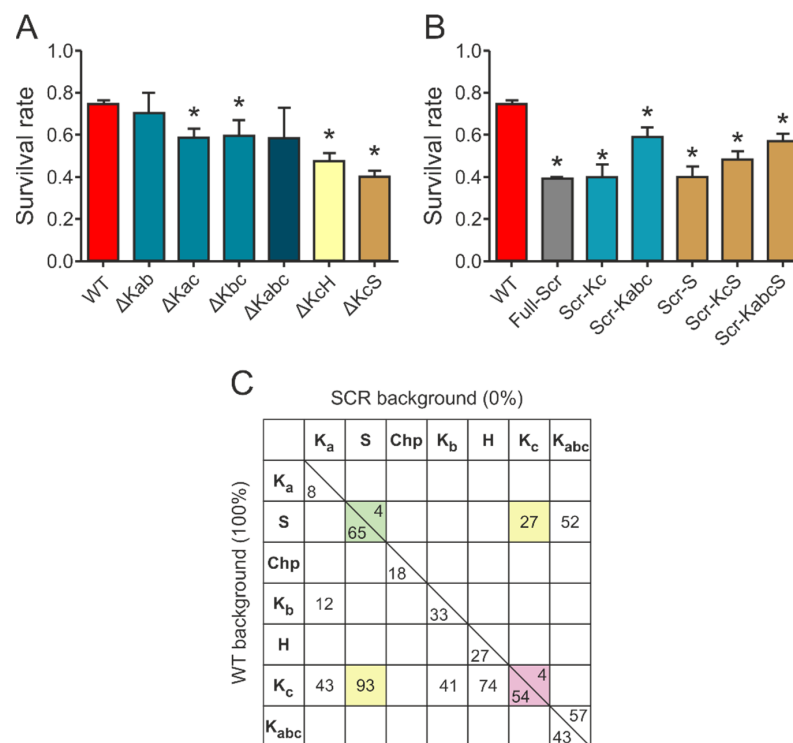 A
Survilval rate
1.0
0.8
0.6
0.4
0.2
0.0
* * * *
WT ΔKab ΔKac ΔKbc ΔKabc ΔKcH ΔKcS
B
Survilval rate
1.0
0.8
0.6
0.4
0.2
0.0
* * * * * *
WT Full-Scr Scr-Kc Scr-Kabc Scr-S Scr-KcS Scr-KabcS
C
SCR background (0%)
WT background (100%)
Ka S Chp Kb H Kc Kabc
Ka 8
S 4 65 27 52
Chp 18
Kb 12 33
H 27
Kc 43 93 41 74 4 54
Kabc 57 43